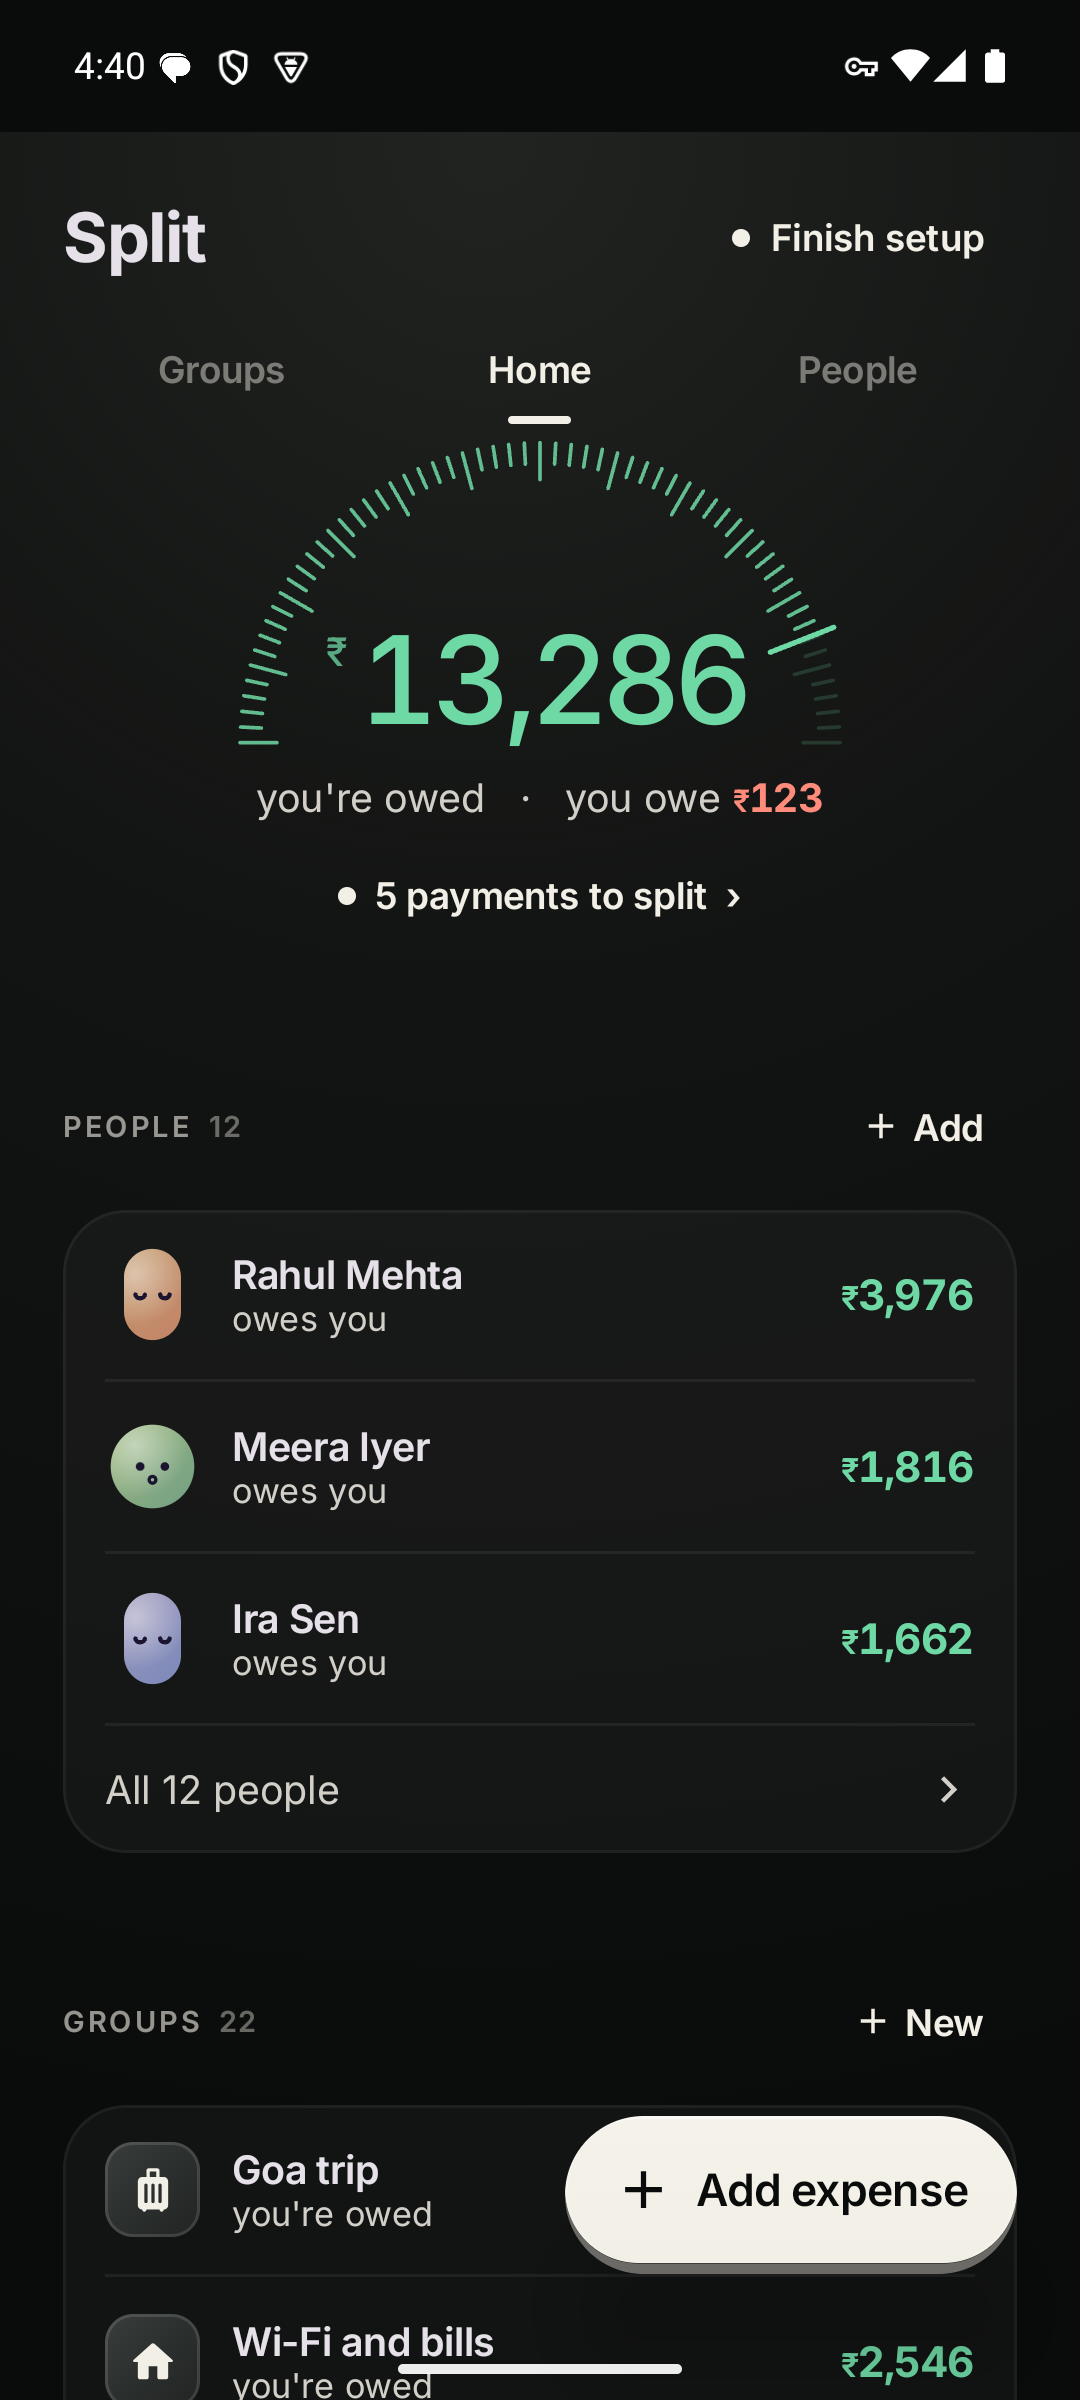 4:40
Split
Finish setup
Groups
Home
People
₹13,286
you're owed · you owe ₹123
5 payments to split ›
PEOPLE 12
+ Add
Rahul Mehta
owes you
₹3,976
Meera Iyer
owes you
₹1,816
Ira Sen
owes you
₹1,662
All 12 people
GROUPS 22
+ New
Goa trip
you're owed
+ Add expense
Wi-Fi and bills
you're owed
₹2,546